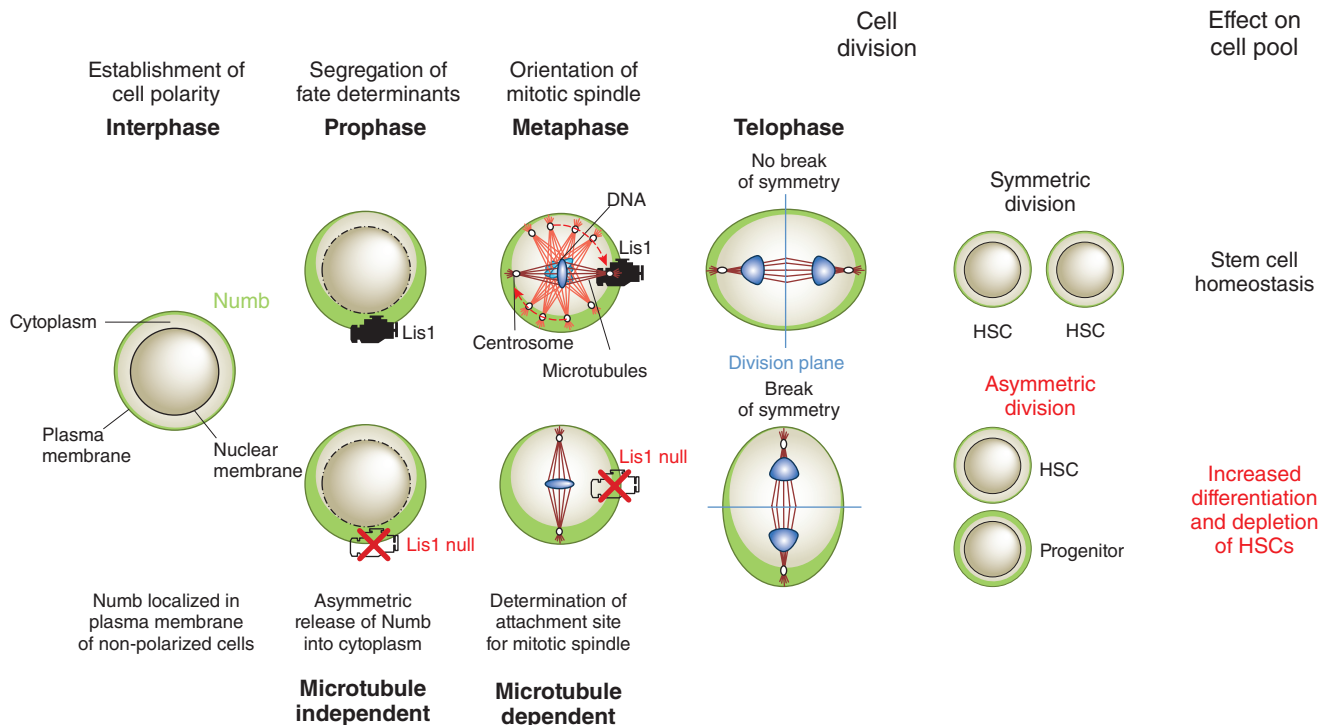 Cell
division
Effect on
cell pool
Establishment of
cell polarity
Interphase
Segregation of
fate determinants
Prophase
Orientation of
mitotic spindle
Metaphase
Telophase
No break
of symmetry
DNA
Lis1
Symmetric
division
Numb
Cytoplasm
Lis1
Centrosome
Microtubules
HSC
HSC
Stem cell
homeostasis
Division plane
Plasma
membrane
Nuclear
membrane
Break
of symmetry
Asymmetric
division
Lis1 null
Lis1 null
HSC
Progenitor
Increased
differentiation
and depletion
of HSCs
Numb localized in
plasma membrane
of non-polarized cells
Asymmetric
release of Numb
into cytoplasm
Determination of
attachment site
for mitotic spindle
Microtubule
independent
Microtubule
dependent